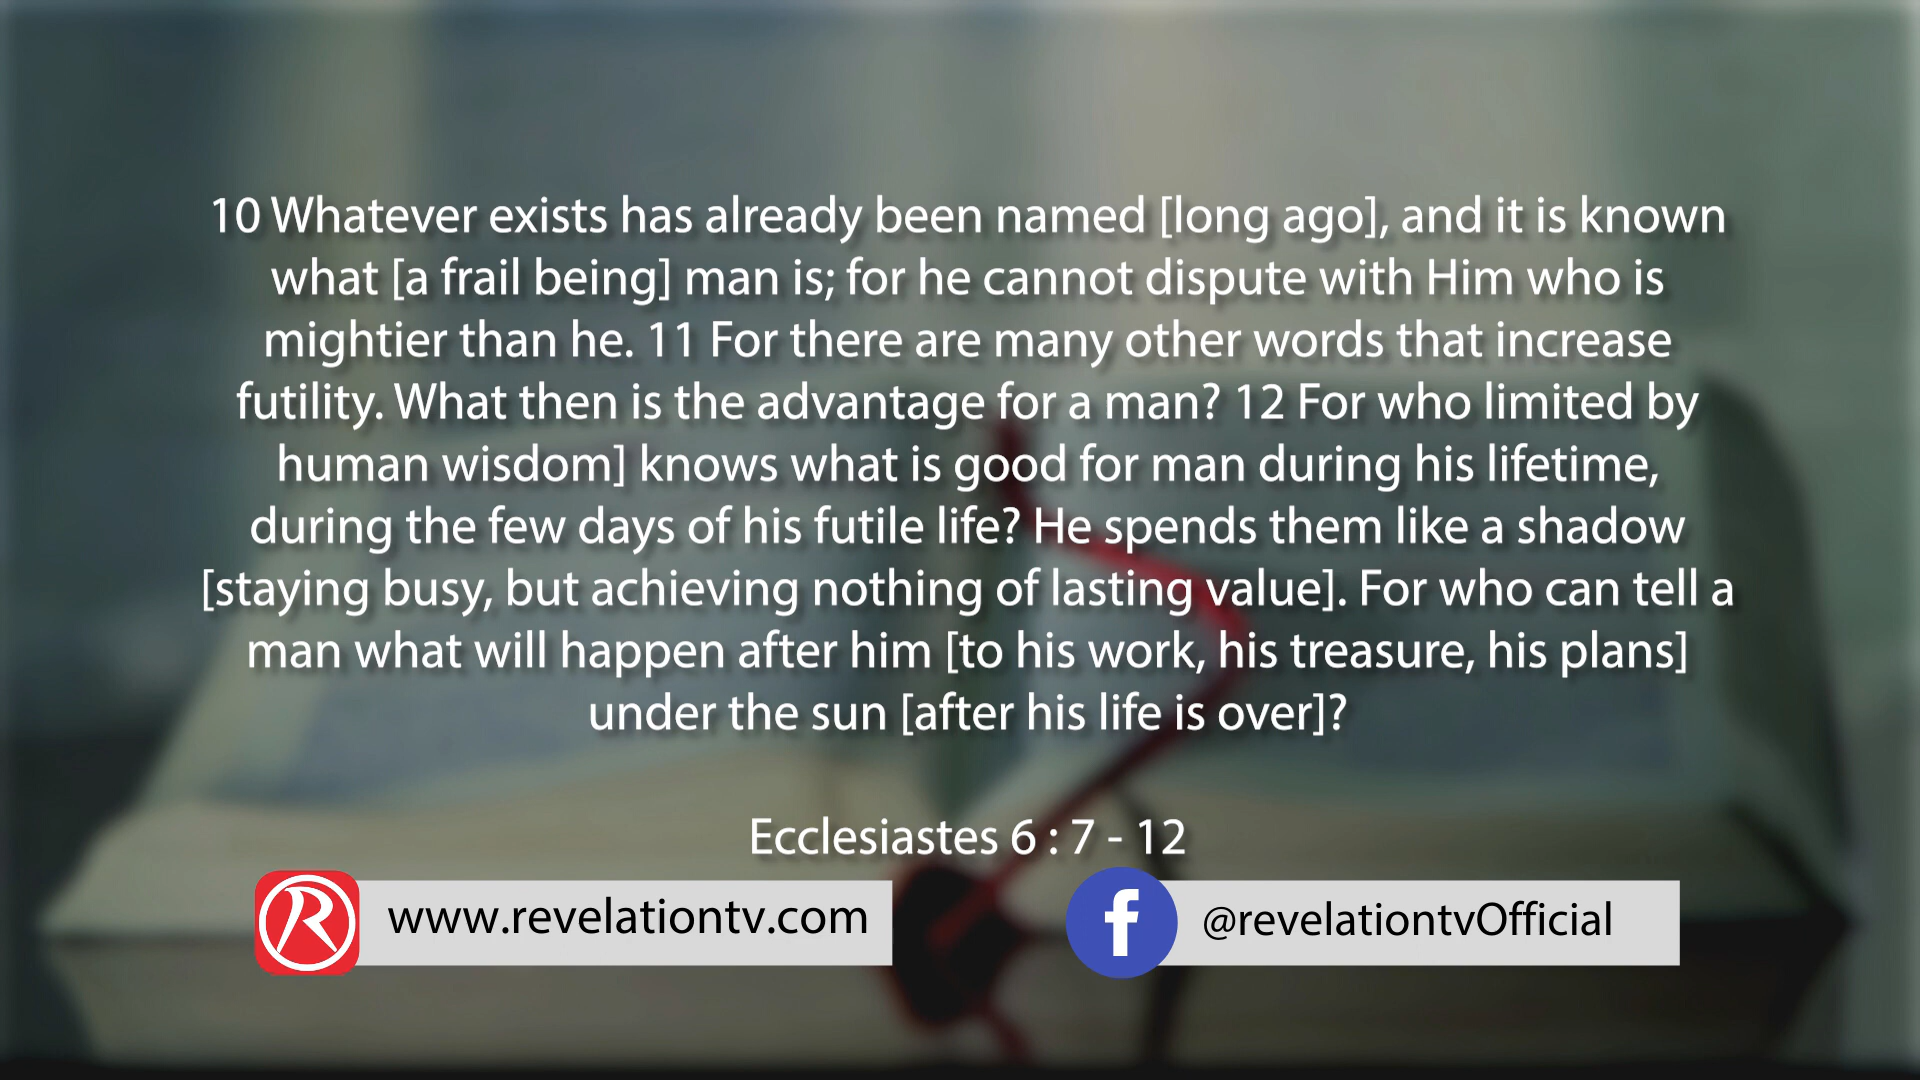 10 Whatever exists has already been named [long ago], and it is known
what [a frail being] man is; for he cannot dispute with Him who is
mightier than he. 11 For there are many other words that increase
futility. What then is the advantage for a man? 12 For who limited by
human wisdom] knows what is good for man during his lifetime,
during the few days of his futile life? He spends them like a shadow
[staying busy, but achieving nothing of lasting value]. For who can tell a
man what will happen after him [to his work, his treasure, his plans]
under the sun [after his life is over]?
Ecclesiastes 6 : 7 - 12
R www.revelationtv.com
f @revelationtvOfficial